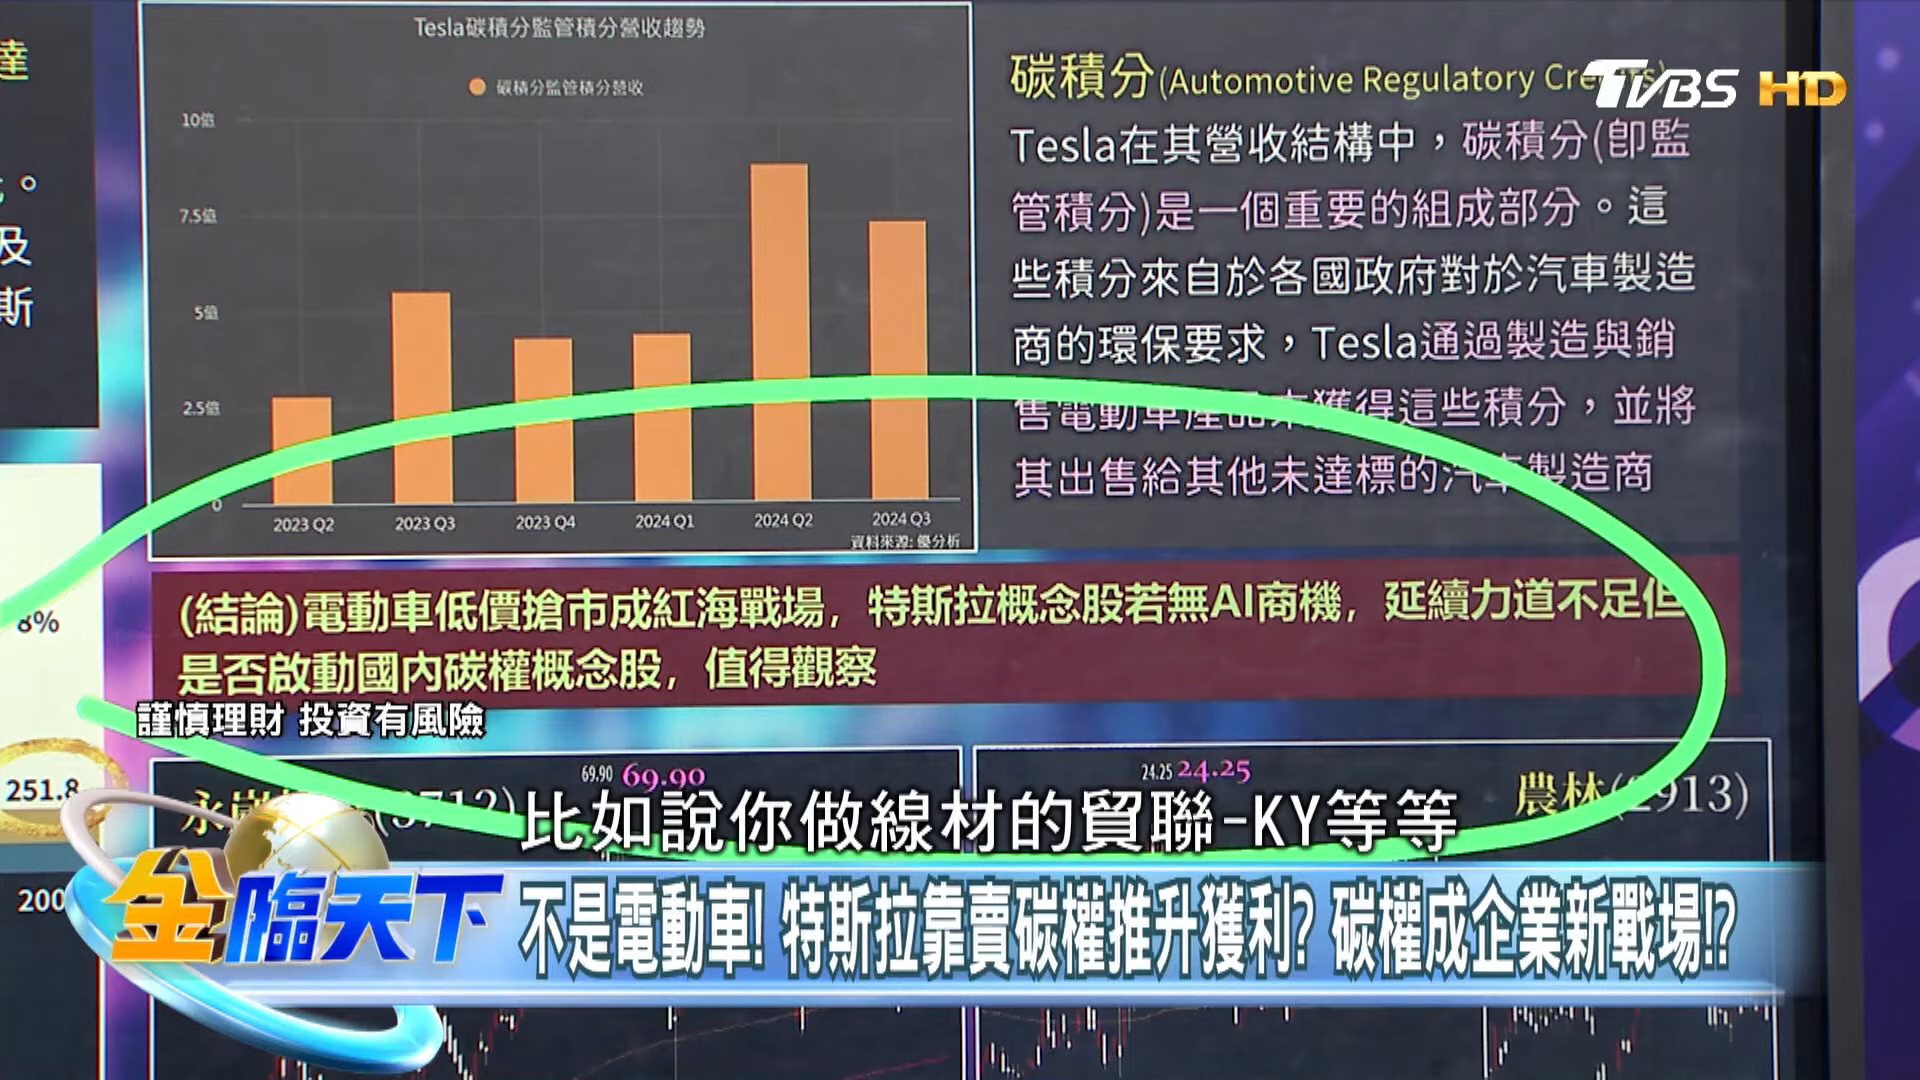 達
Tesla碳積分監管積分營收趨勢
碳積分監管積分營收
10億
7.5億
5億
2.5億
0
2023 Q2
2023 Q3
2023 Q4
2024 Q1
2024 Q2
2024 Q3
資料來源: 優分析
。
及
斯
碳積分(Automotive Regulatory Credits)
TVBS HD
Tesla在其營收結構中，碳積分(即監
管積分)是一個重要的組成部分。這
些積分來自於各國政府對於汽車製造
商的環保要求，Tesla通過製造與銷
售電動車產品來獲得這些積分，並將
其出售給其他未達標的汽車製造商
8%
(結論)電動車低價搶市成紅海戰場，特斯拉概念股若無AI商機，延續力道不足但
是否啟動國內碳權概念股，值得觀察
謹慎理財 投資有風險
251.8
200
69.90 69.90
24.25 24.25
農林(2913)
比如說你做線材的貿聯-KY等等
金臨天下
不是電動車! 特斯拉靠賣碳權推升獲利? 碳權成企業新戰場!?